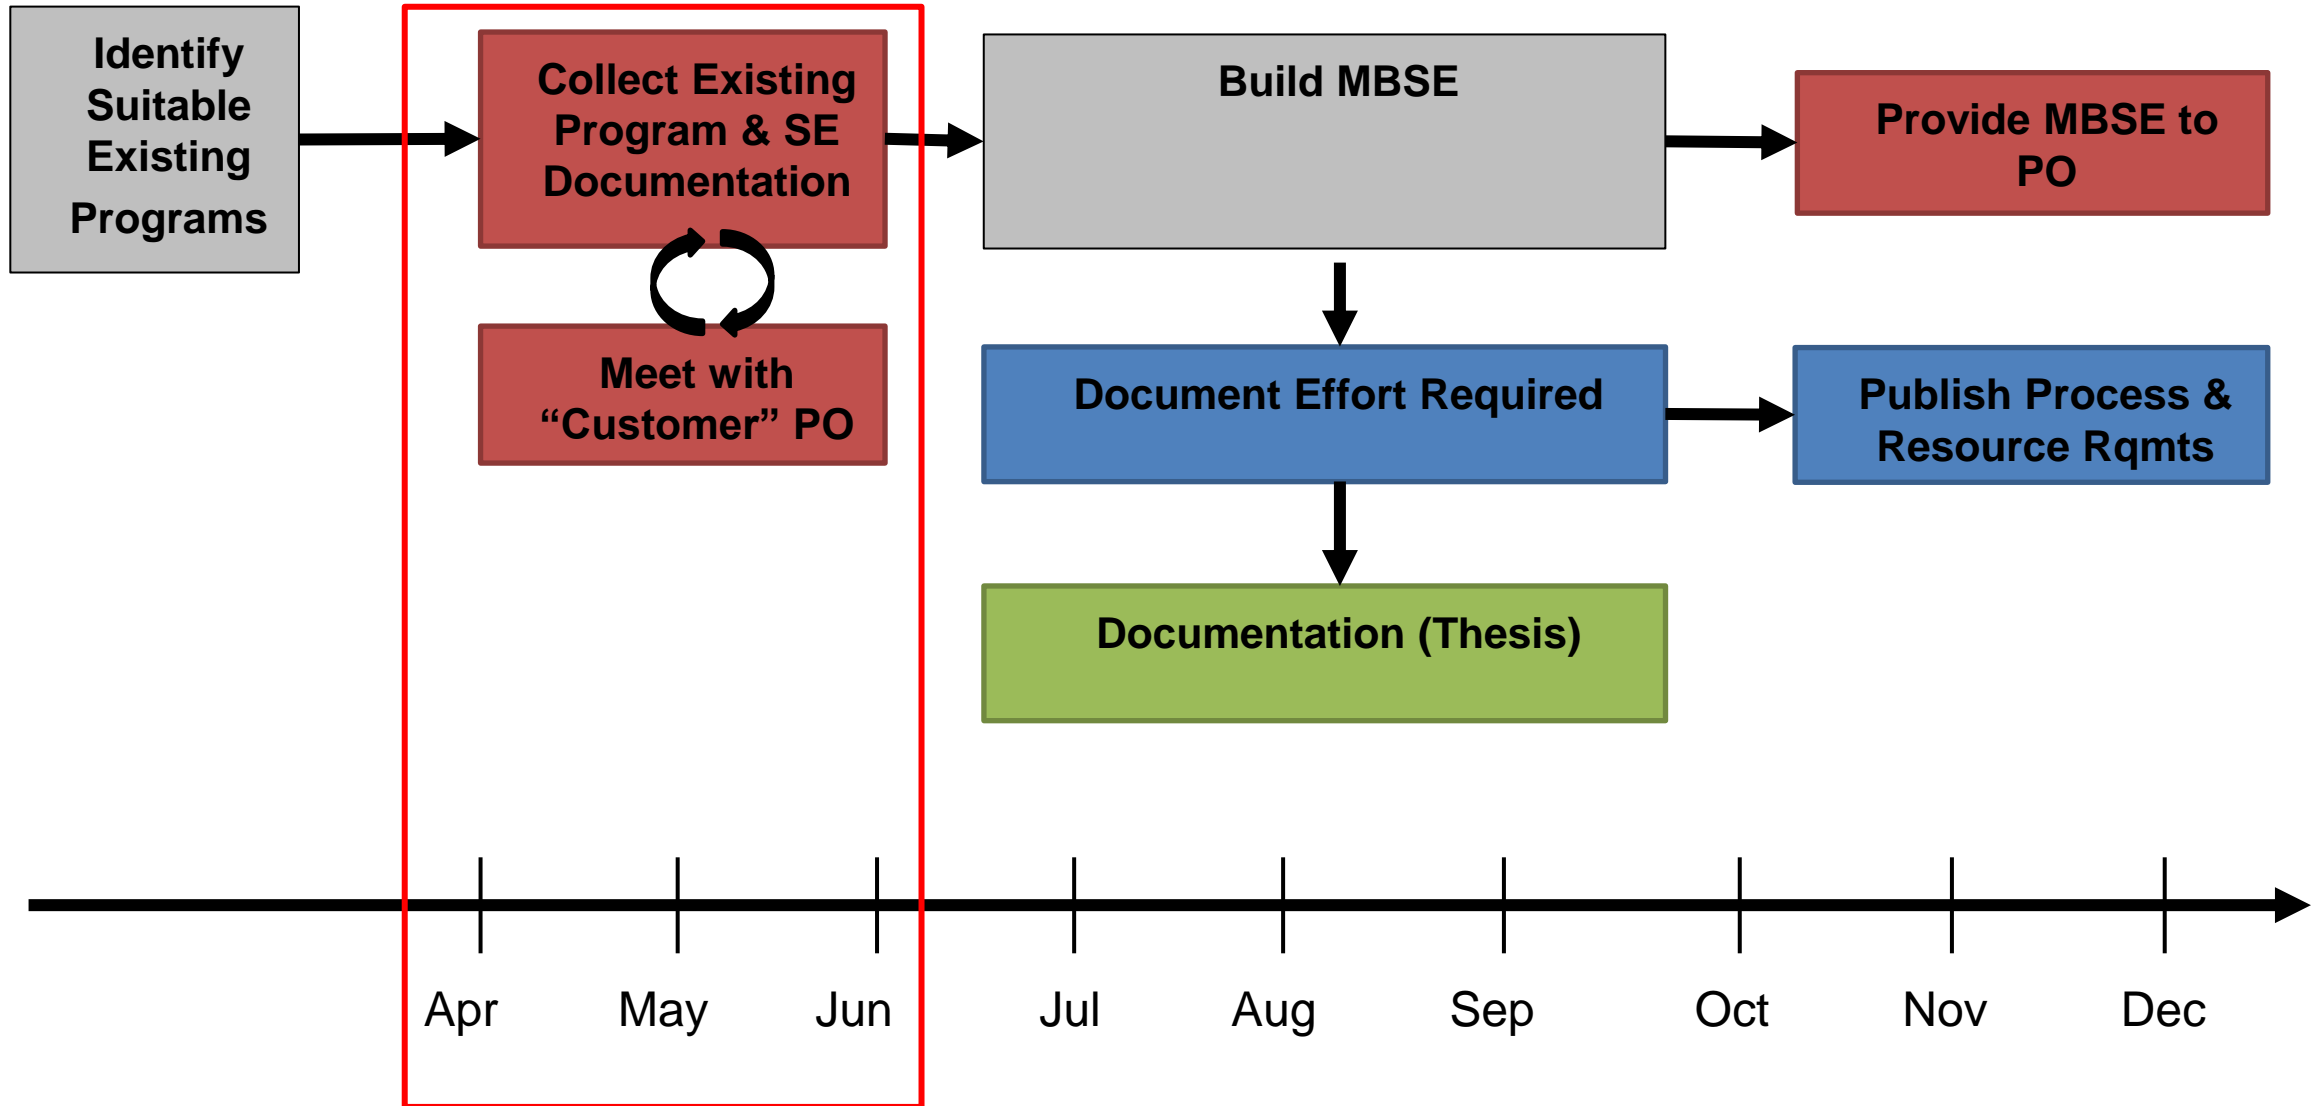 Identify
Suitable
Existing
Programs
Collect Existing
Program & SE
Documentation
Meet with
“Customer” PO
Build MBSE
Provide MBSE to
PO
Document Effort Required
Publish Process &
Resource Rqmts
Documentation (Thesis)
Apr May Jun Jul Aug Sep Oct Nov Dec